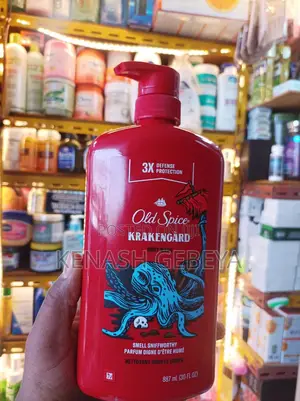 3X DEFENSE
PROTECTION
Old Spice
KRAKENGARD
KENASH GEBEYA
SMELL SNIFFWORTHY
PARFUM DIGNE D'ÊTRE HUMÉ
887 mL (30 FL OZ)